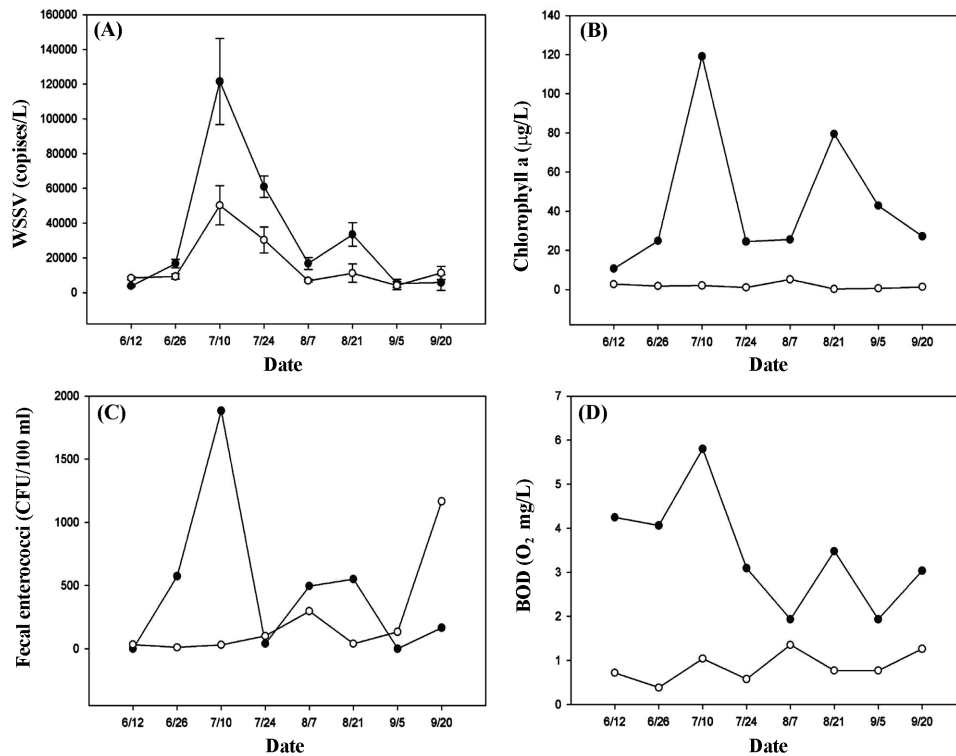 (A)
WSSV (copises/L)
160000
140000
120000
100000
80000
60000
40000
20000
0
6/12 6/26 7/10 7/24 8/7 8/21 9/5 9/20
Date
(B)
Chlorophyll a (μg/L)
140
120
100
80
60
40
20
0
6/12 6/26 7/10 7/24 8/7 8/21 9/5 9/20
Date
(C)
Fecal enterococci (CFU/100 ml)
2000
1500
1000
500
0
6/12 6/26 7/10 7/24 8/7 8/21 9/5 9/20
Date
(D)
BOD (O₂ mg/L)
7
6
5
4
3
2
1
0
6/12 6/26 7/10 7/24 8/7 8/21 9/5 9/20
Date